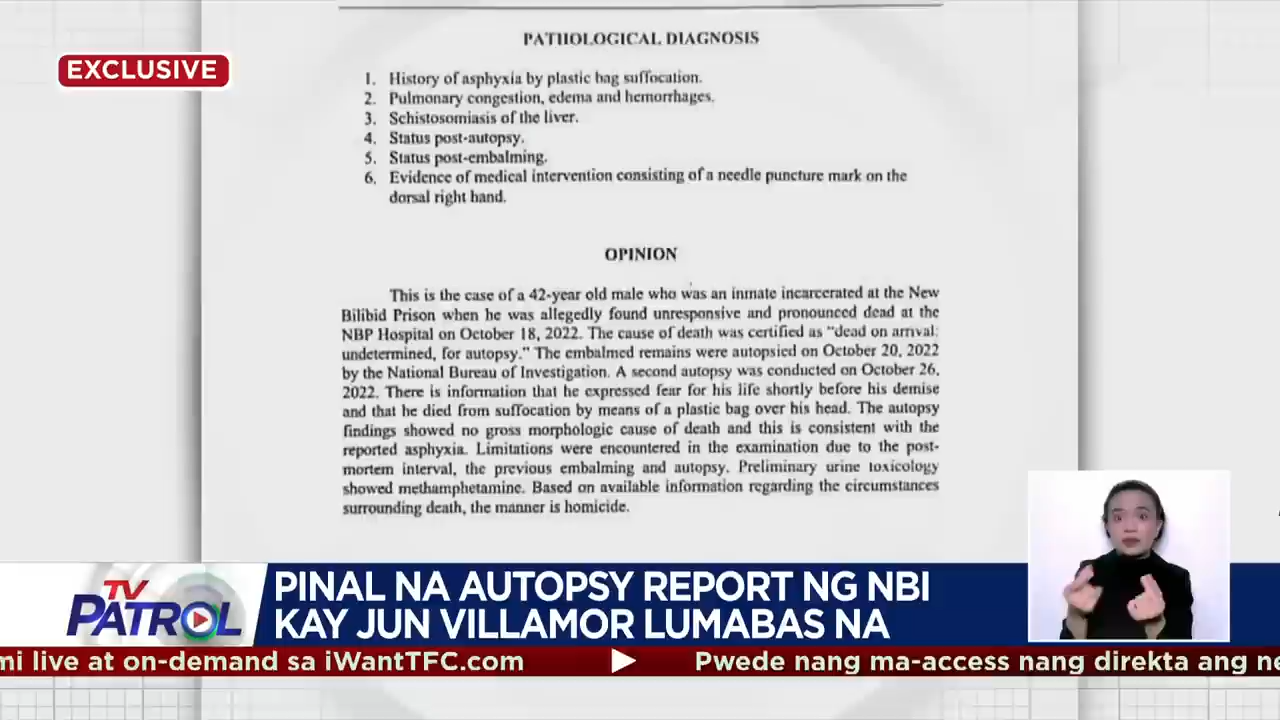 EXCLUSIVE
PATHOLOGICAL DIAGNOSIS
1. History of asphyxia by plastic bag suffocation.
2. Pulmonary congestion, edema and hemorrhages.
3. Schistosomiasis of the liver.
4. Status post-autopsy.
5. Status post-embalming.
6. Evidence of medical intervention consisting of a needle puncture mark on the
dorsal right hand.
OPINION
This is the case of a 42-year old male who was an inmate incarcerated at the New
Bilibid Prison when he was allegedly found unresponsive and pronounced dead at the
NBP Hospital on October 18, 2022. The cause of death was certified as "dead on arrival;
undetermined, for autopsy." The embalmed remains were autopsied on October 20, 2022
by the National Bureau of Investigation. A second autopsy was conducted on October 26,
2022. There is information that he expressed fear for his life shortly before his demise
and that he died from suffocation by means of a plastic bag over his head. The autopsy
findings showed no gross morphologic cause of death and this is consistent with the
reported asphyxia. Limitations were encountered in the examination due to the post-
mortem interval, the previous embalming and autopsy. Preliminary urine toxicology
showed methamphetamine. Based on available information regarding the circumstances
surrounding death, the manner is homicide.
TV
PATROL
PINAL NA AUTOPSY REPORT NG NBI
KAY JUN VILLAMOR LUMABAS NA
mi live at on-demand sa iWantTFC.com Pwede nang ma-access nang direkta ang ne